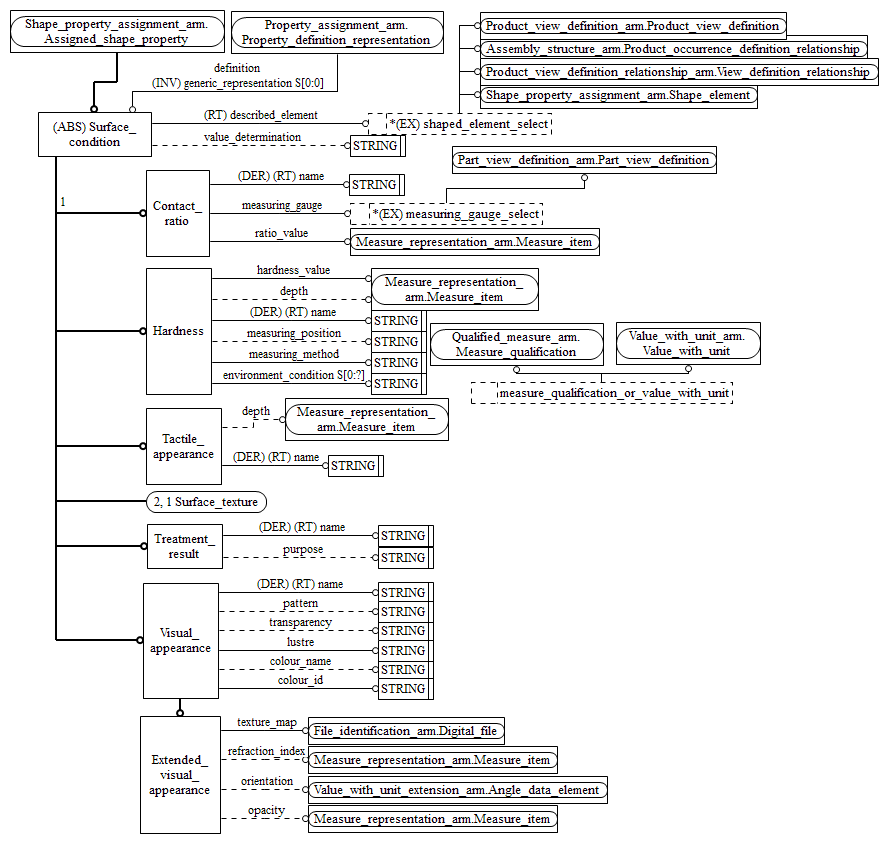 Shape_property_assignment_arm.
Assigned_shape_property
Property_assignment_arm.
Property_definition_representation
Product_view_definition_arm.Product_view_definition
Assembly_structure_arm.Product_occurrence_definition_relationship
Product_view_definition_relationship_arm.View_definition_relationship
Shape_property_assignment_arm.Shape_element
definition
(INV) generic_representation S[0:0]
(ABS) Surface_
condition
(RT) described_element
*(EX) shaped_element_select
value_determination
STRING
Part_view_definition_arm.Part_view_definition
1
Contact_
ratio
(DER) (RT) name
STRING
measuring_gauge
*(EX) measuring_gauge_select
ratio_value
Measure_representation_arm.Measure_item
Hardness
hardness_value
depth
Measure_representation_
arm.Measure_item
(DER) (RT) name
STRING
measuring_position
STRING
measuring_method
STRING
environment_condition S[0:?]
STRING
Qualified_measure_arm.
Measure_qualification
Value_with_unit_arm.
Value_with_unit
measure_qualification_or_value_with_unit
Tactile_
appearance
depth
Measure_representation_
arm.Measure_item
(DER) (RT) name
STRING
2, 1 Surface_texture
Treatment_
result
(DER) (RT) name
STRING
purpose
STRING
Visual_
appearance
(DER) (RT) name
STRING
pattern
STRING
transparency
STRING
lustre
STRING
colour_name
STRING
colour_id
STRING
Extended_
visual_
appearance
texture_map
File_identification_arm.Digital_file
refraction_index
Measure_representation_arm.Measure_item
orientation
Value_with_unit_extension_arm.Angle_data_element
opacity
Measure_representation_arm.Measure_item